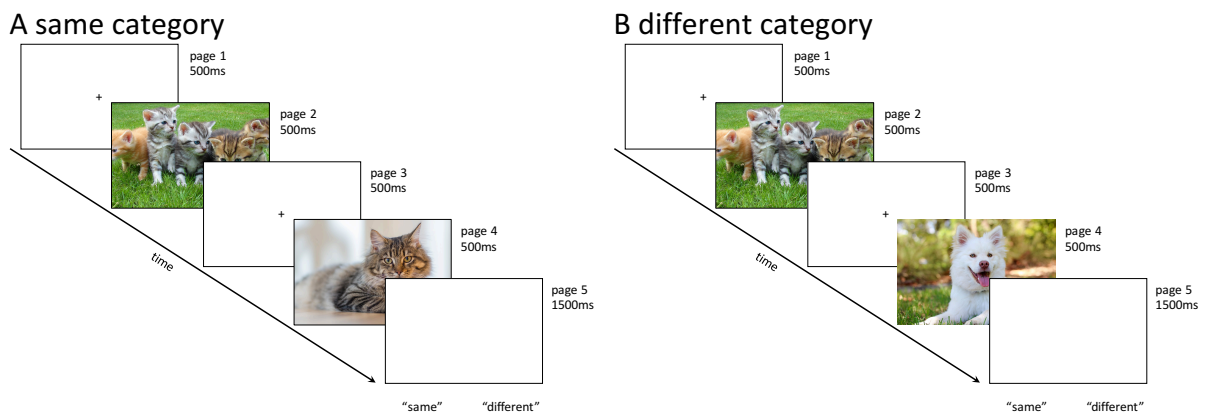 A same category
page 1
500ms
+
page 2
500ms
page 3
500ms
+
page 4
500ms
time
page 5
1500ms
“same” “different”
B different category
page 1
500ms
+
page 2
500ms
page 3
500ms
+
page 4
500ms
time
page 5
1500ms
“same” “different”